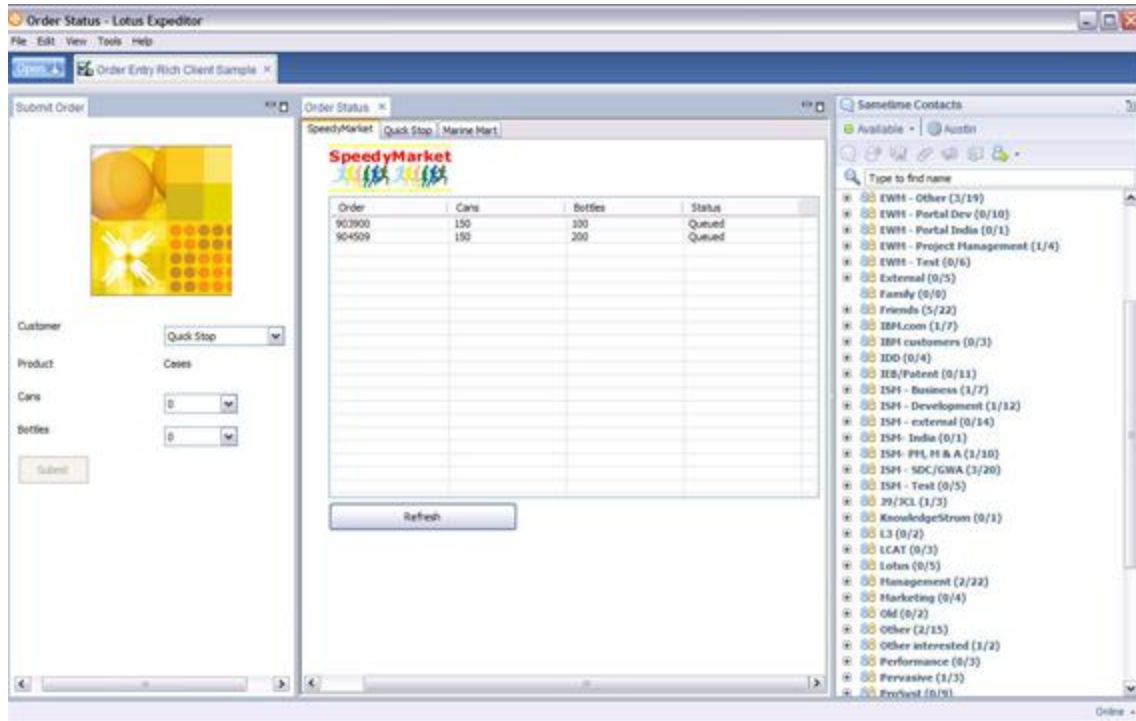 Order Status - Lotus Expeditor
File Edit View Tools Help
Open Order Entry Rich Client Sample
Submit Order
Customer
Quick Stop
Product Cases
Cans
0
Bottles
0
Submit
Order Status
SpeedyMarket Quick Stop Marine Mart
SpeedyMarket
Order Cans Bottles Status
903900 150 100 Queued
904509 150 200 Queued
Refresh
Sametime Contacts
Available Austin
Type to find name
EWM - Other (3/19)
EWM - Portal Dev (0/10)
EWM - Portal India (0/1)
EWM - Project Management (1/4)
EWM - Test (0/6)
External (0/5)
Family (0/0)
Friends (5/22)
IBM.com (1/7)
IBM customers (0/3)
IDD (0/4)
IEB/Patent (0/11)
ISM - Business (1/7)
ISM - Development (1/12)
ISM - external (0/14)
ISM- India (0/1)
ISM- PM, M & A (1/10)
ISM - SDC/GWA (3/20)
ISM - Test (0/5)
J9/JCL (1/3)
KnowledgeStrom (0/1)
L3 (0/2)
LCAT (0/3)
Lotus (0/5)
Management (2/22)
Marketing (0/4)
Old (0/2)
Other (2/15)
Other interested (1/2)
Performance (0/3)
Pervasive (1/3)
ProSyst (0/9)
Online